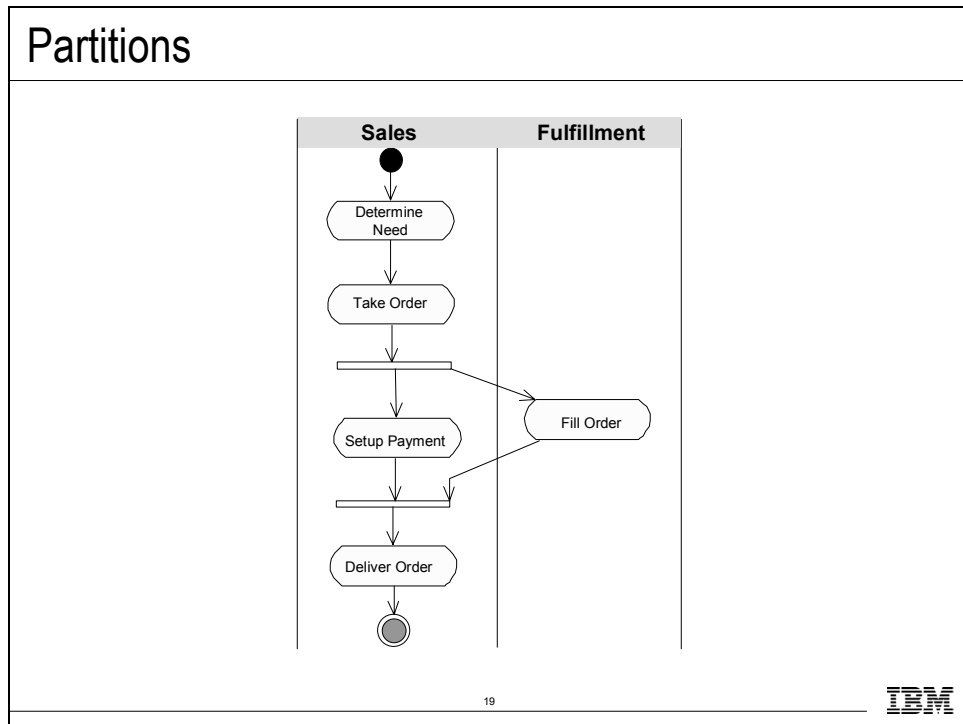 Partitions
Sales
Fulfillment
Determine
Need
Take Order
Fill Order
Setup Payment
Deliver Order
19
IBM